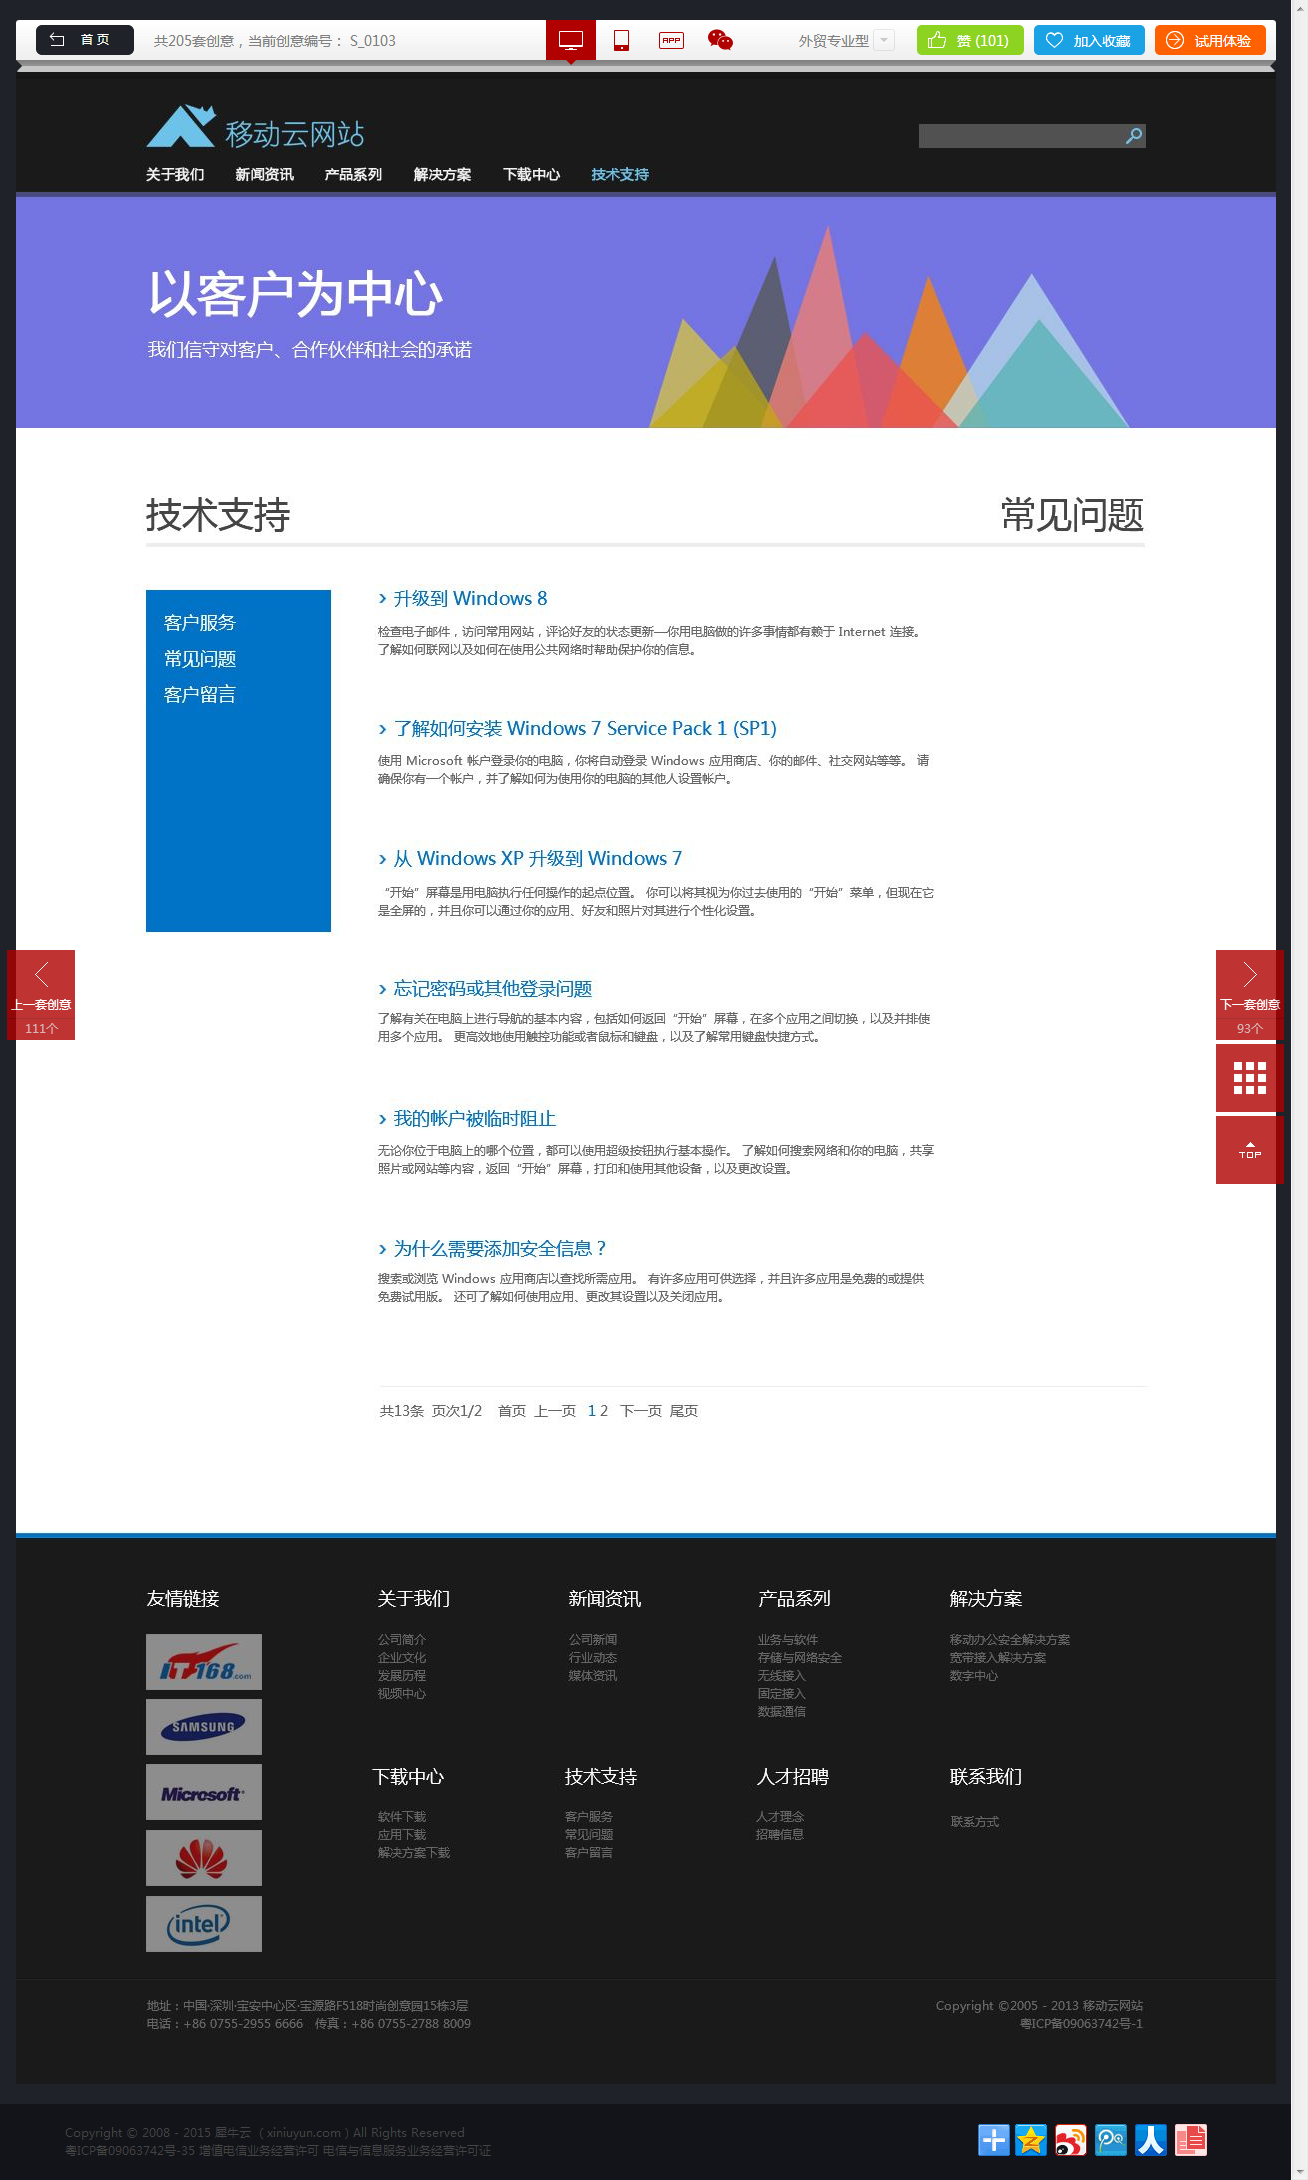 首页
共205套创意，当前创意编号： S_0103
APP
外贸专业型
赞 (101)
加入收藏
试用体验
移动云网站
关于我们 新闻资讯 产品系列 解决方案 下载中心 技术支持
以客户为中心
我们信守对客户、合作伙伴和社会的承诺
技术支持
常见问题
客户服务
常见问题
客户留言
升级到 Windows 8
检查电子邮件，访问常用网站，评论好友的状态更新—你用电脑做的许多事情都有赖于 Internet 连接。
了解如何联网以及如何在使用公共网络时帮助保护你的信息。
了解如何安装 Windows 7 Service Pack 1 (SP1)
使用 Microsoft 帐户登录你的电脑，你将自动登录 Windows 应用商店、你的邮件、社交网站等等。 请
确保你有一个帐户，并了解如何为使用你的电脑的其他人设置帐户。
从 Windows XP 升级到 Windows 7
“开始”屏幕是用电脑执行任何操作的起点位置。 你可以将其视为你过去使用的“开始”菜单，但现在它
是全屏的，并且你可以通过你的应用、好友和照片对其进行个性化设置。
忘记密码或其他登录问题
了解有关在电脑上进行导航的基本内容，包括如何返回“开始”屏幕，在多个应用之间切换，以及并排使
用多个应用。 更高效地使用触控功能或者鼠标和键盘，以及了解常用键盘快捷方式。
我的帐户被临时阻止
无论你位于电脑上的哪个位置，都可以使用超级按钮执行基本操作。 了解如何搜索网络和你的电脑，共享
照片或网站等内容，返回“开始”屏幕，打印和使用其他设备，以及更改设置。
为什么需要添加安全信息？
搜索或浏览 Windows 应用商店以查找所需应用。 有许多应用可供选择，并且许多应用是免费的或提供
免费试用版。 还可了解如何使用应用、更改其设置以及关闭应用。
上一套创意
111个
下一套创意
93个
TOP
共13条 页次1/2 首页 上一页 1 2 下一页 尾页
友情链接
IT168.com
SAMSUNG
Microsoft
intel
关于我们
公司简介
企业文化
发展历程
视频中心
新闻资讯
公司新闻
行业动态
媒体资讯
产品系列
业务与软件
存储与网络安全
无线接入
固定接入
数据通信
解决方案
移动办公安全解决方案
宽带接入解决方案
数字中心
下载中心
软件下载
应用下载
解决方案下载
技术支持
客户服务
常见问题
客户留言
人才招聘
人才理念
招聘信息
联系我们
联系方式
地址：中国·深圳·宝安中心区·宝源路F518时尚创意园15栋3层
电话：+86 0755-2955 6666 传真：+86 0755-2788 8009
Copyright ©2005 - 2013 移动云网站
粤ICP备09063742号-1
Copyright © 2008 - 2015 犀牛云 （ xiniuyun.com ) All Rights Reserved
粤ICP备09063742号-35 增值电信业务经营许可 电信与信息服务业务经营许可证